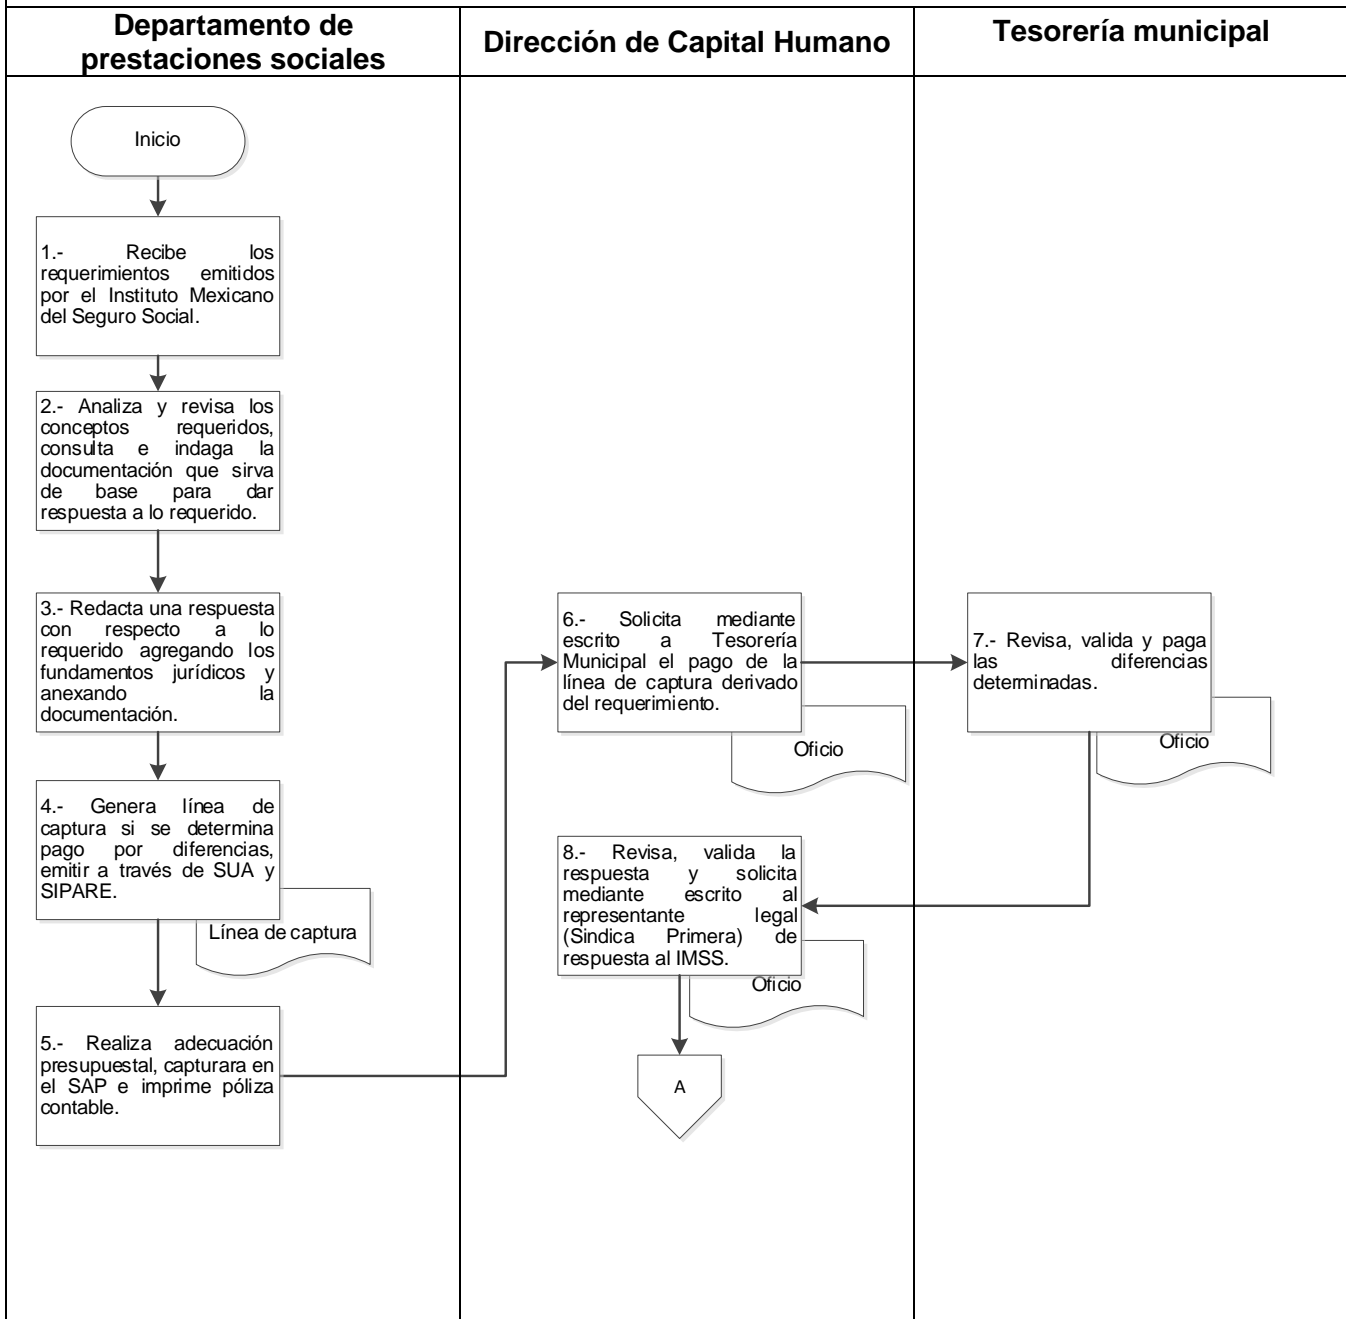 Departamento de
prestaciones sociales
Dirección de Capital Humano
Tesorería municipal
Inicio
1.- Recibe los
requerimientos emitidos
por el Instituto Mexicano
del Seguro Social.
2.- Analiza y revisa los
conceptos requeridos,
consulta e indaga la
documentación que sirva
de base para dar
respuesta a lo requerido.
3.- Redacta una respuesta
con respecto a lo
requerido agregando los
fundamentos jurídicos y
anexando la
documentación.
4.- Genera línea de
captura si se determina
pago por diferencias,
emitir a través de SUA y
SIPARE.
Línea de captura
5.- Realiza adecuación
presupuestal, capturara en
el SAP e imprime póliza
contable.
6.- Solicita mediante
escrito a Tesorería
Municipal el pago de la
línea de captura derivado
del requerimiento.
Oficio
7.- Revisa, valida y paga
las diferencias
determinadas.
Oficio
8.- Revisa, valida la
respuesta y solicita
mediante escrito al
representante legal
(Sindica Primera) de
respuesta al IMSS.
Oficio
A